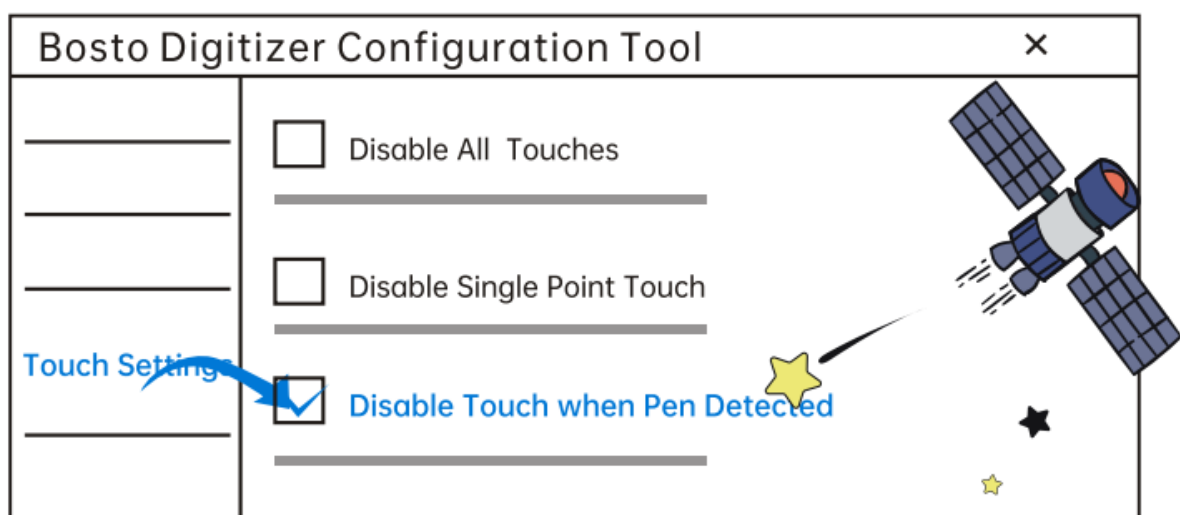 Bosto Digitizer Configuration Tool
Disable All Touches
Disable Single Point Touch
Touch Settings
Disable Touch when Pen Detected